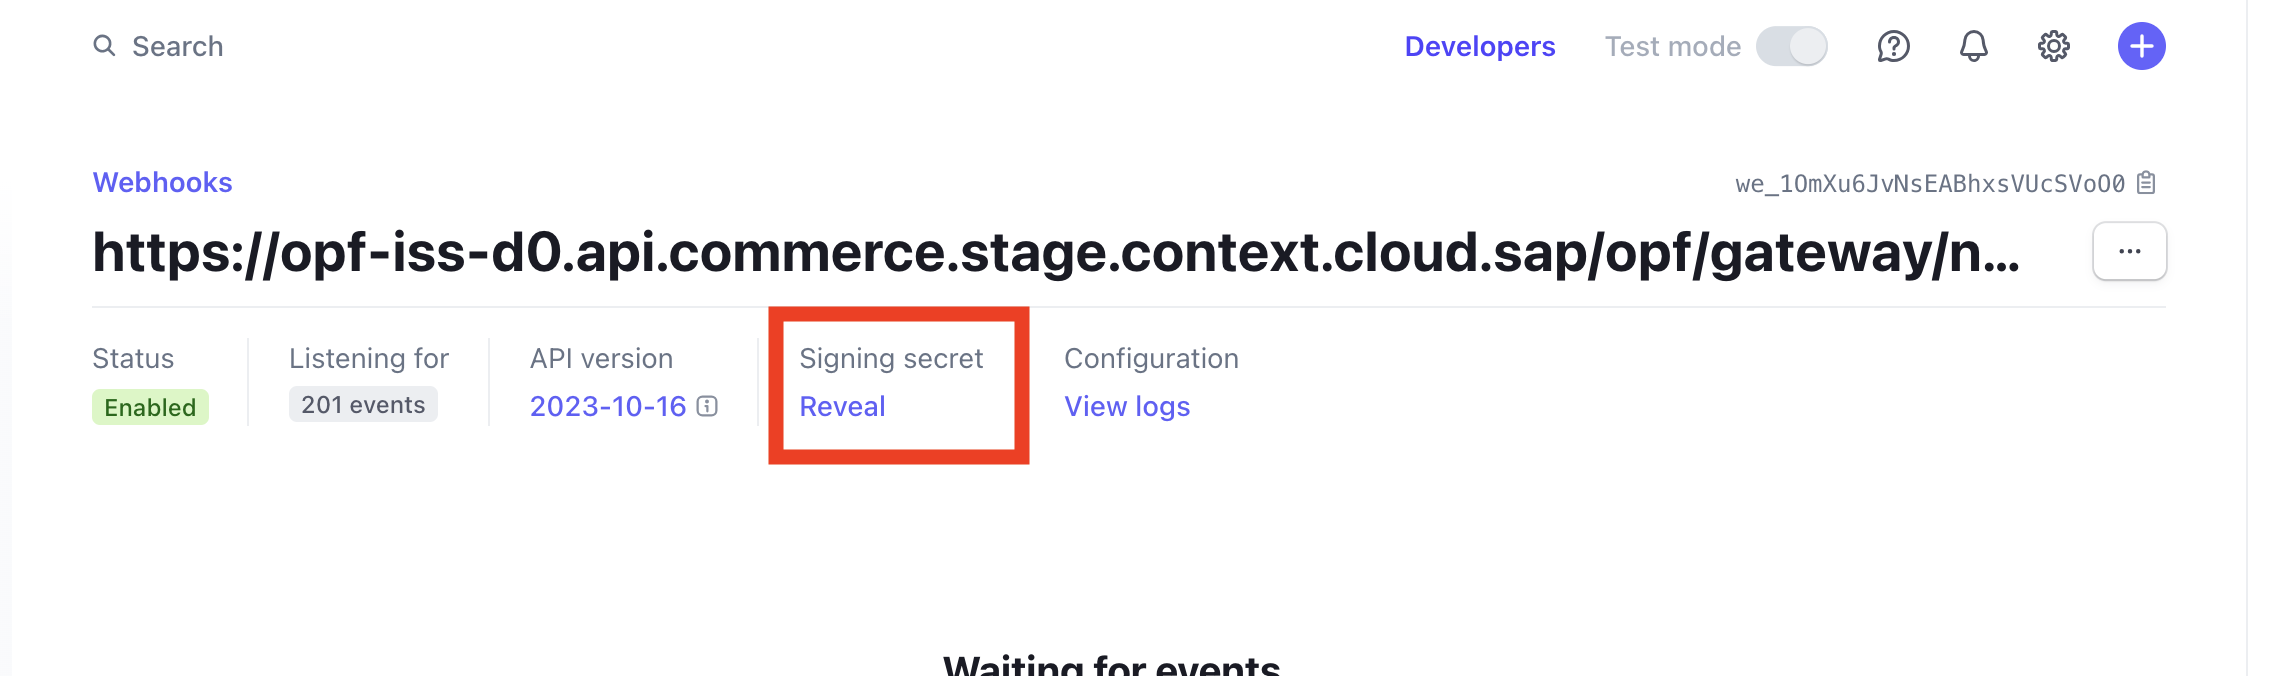 Search
Developers
Test mode
Webhooks
we_1OmXu6JvNsEABhxsVUcSVoO0
https://opf-iss-d0.api.commerce.stage.context.cloud.sap/opf/gateway/n...
Status
Enabled
Listening for
201 events
API version
2023-10-16
Signing secret
Reveal
Configuration
View logs
Waiting for events